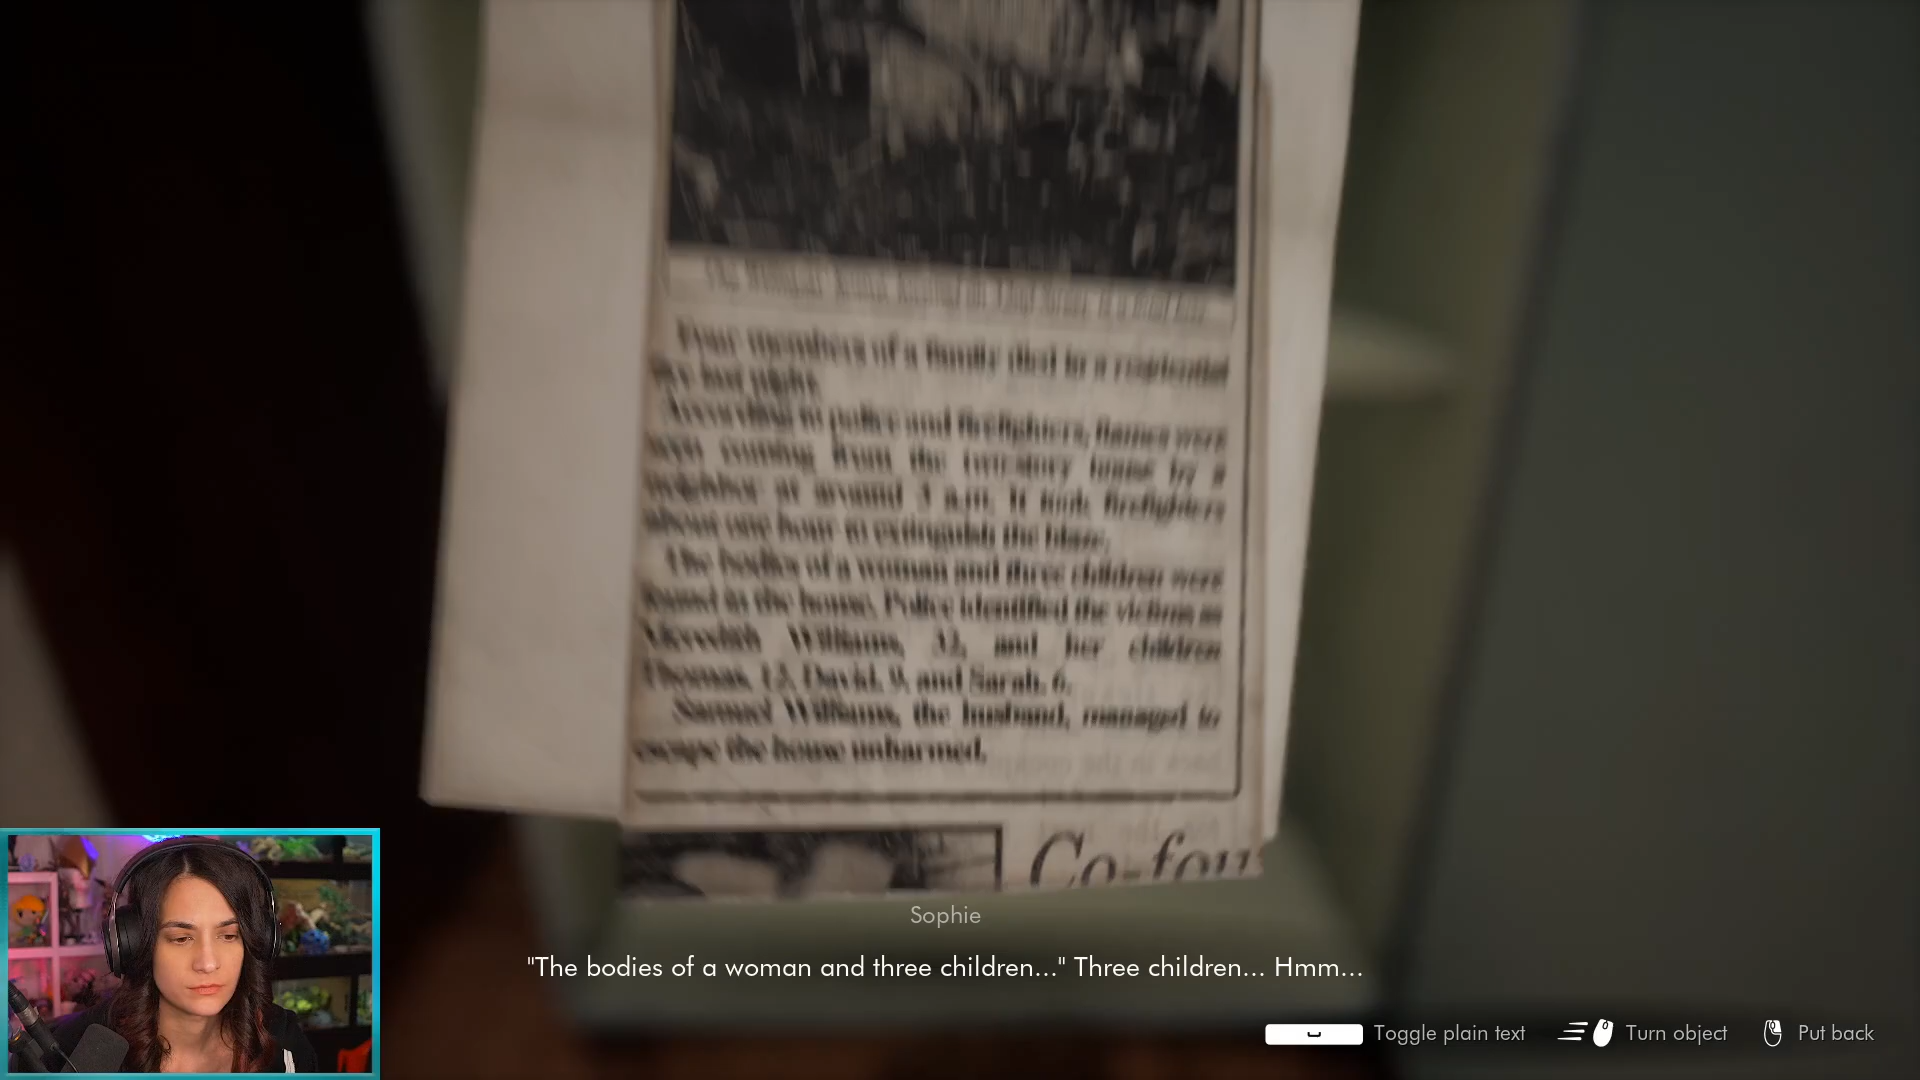 Four members of a family died in a residential
fire last night.
According to police and firefighters, flames were
seen coming from the two-story house by a
neighbor at around 3 a.m. It took firefighters
about one hour to extinguish the blaze.
The bodies of a woman and three children were
found in the house. Police identified the victims as
Meredith Williams, 32, and her children
Thomas, 12, David, 9, and Sarah, 6.
Samuel Williams, the husband, managed to
escape the house unharmed.
Co-fou
Sophie
"The bodies of a woman and three children..." Three children... Hmm...
Toggle plain text
Turn object
Put back